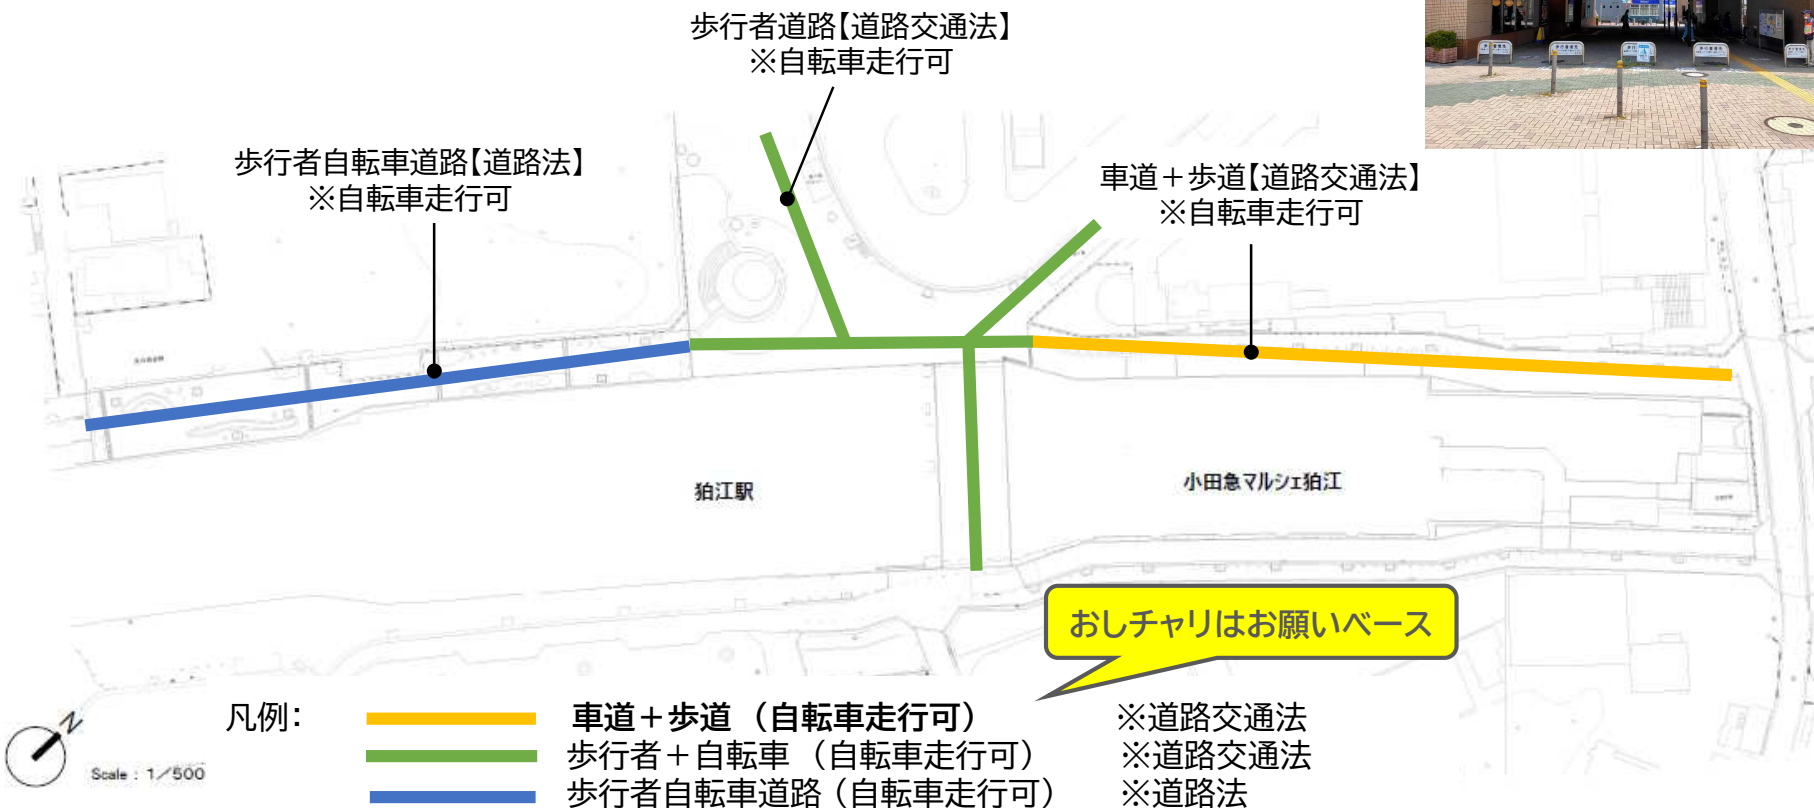 歩行者道路【道路交通法】
※自転車走行可
歩行者自転車道路【道路法】
※自転車走行可
車道＋歩道【道路交通法】
※自転車走行可
狛江駅
小田急マルシェ狛江
おしチャリはお願いベース
N
Scale : 1/500
凡例：
車道＋歩道 （自転車走行可） ※道路交通法
歩行者＋自転車 （自転車走行可） ※道路交通法
歩行者自転車道路（自転車走行可） ※道路法